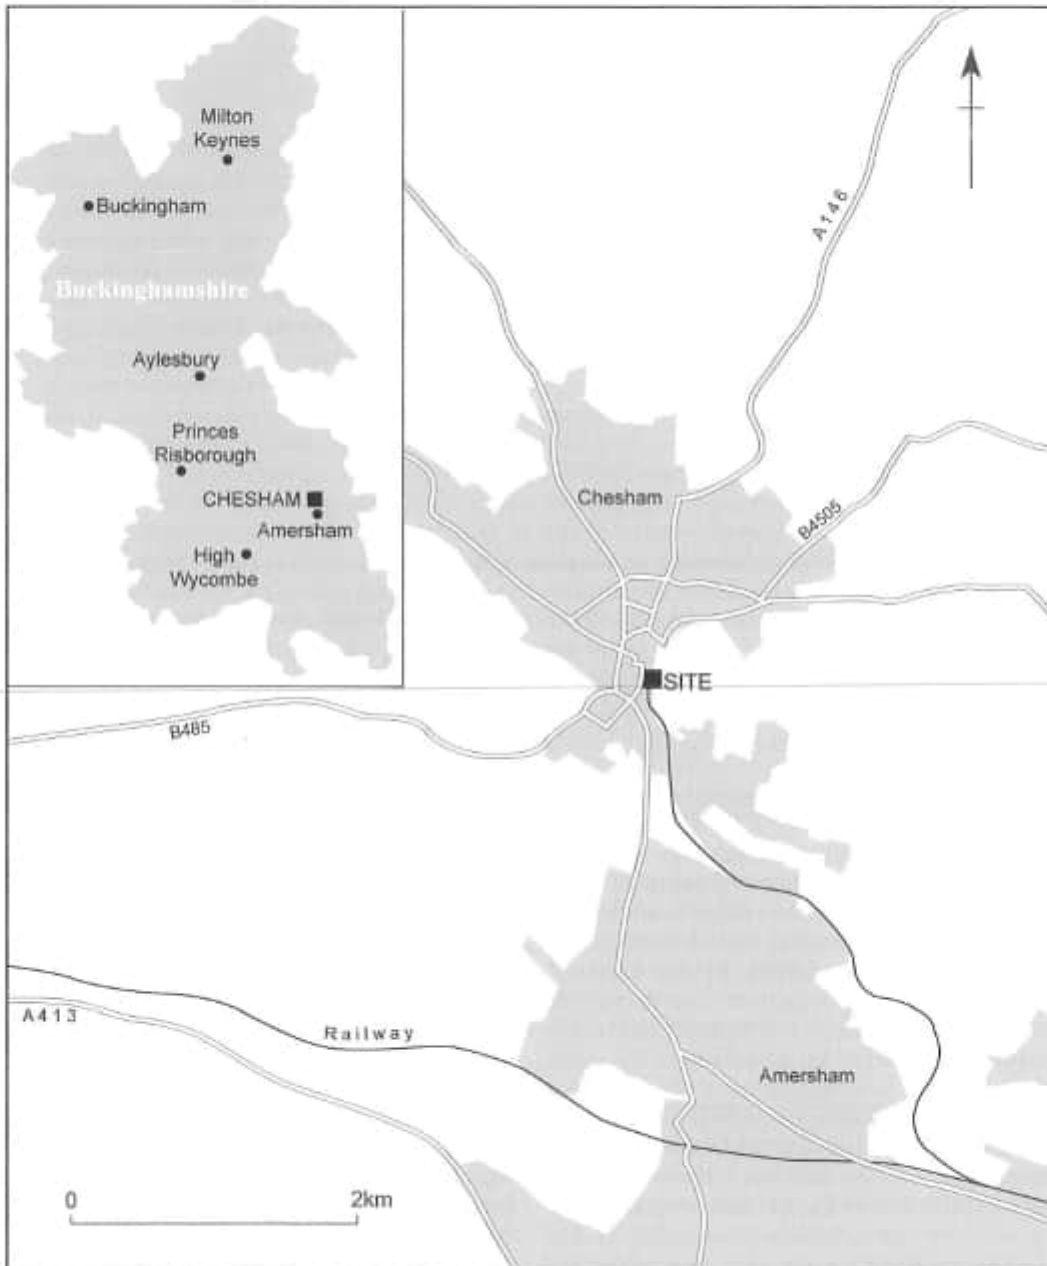 Milton
Keynes
Buckingham
Buckinghamshire
Aylesbury
Princes
Risborough
CHESHAM
Amersham
High
Wycombe
A146
Chesham
B4505
SITE
B485
A413
Railway
Amersham
0
2km